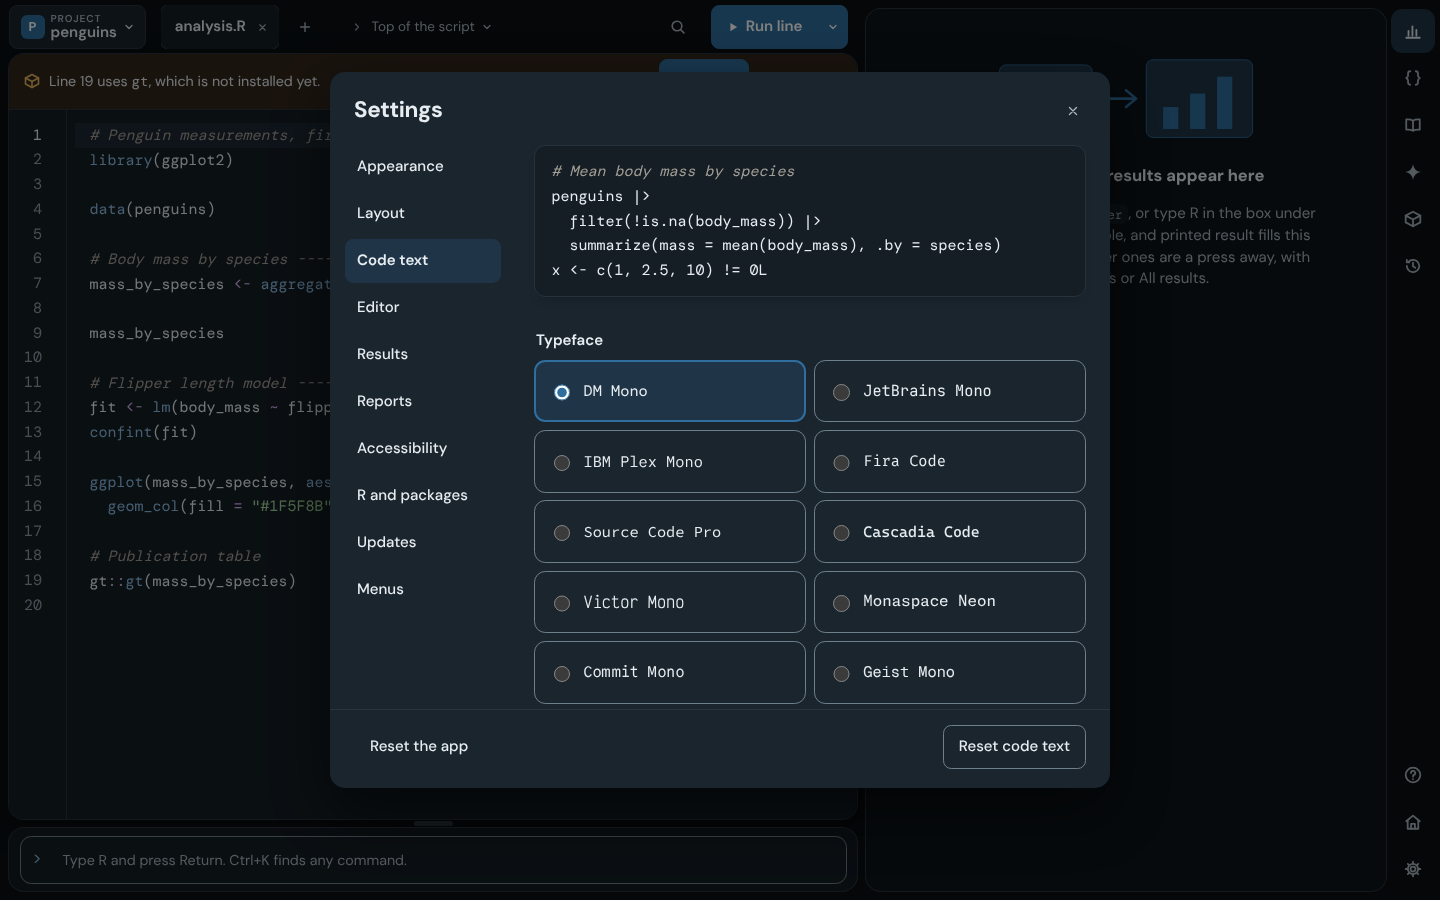 PROJECT
P penguins
analysis.R
Top of the script
Run line
Line 19 uses gt, which is not installed yet.
1 # Penguin measurements, fir
2 library(ggplot2)
3
4 data(penguins)
5
6 # Body mass by species ----
7 mass_by_species <- aggregat
8
9 mass_by_species
10
11 # Flipper length model ----
12 fit <- lm(body_mass ~ flipp
13 confint(fit)
14
15 ggplot(mass_by_species, aes
16   geom_col(fill = "#1F5F8B"
17
18 # Publication table
19 gt::gt(mass_by_species)
20
Type R and press Return. Ctrl+K finds any command.
Settings
Appearance
Layout
Code text
Editor
Results
Reports
Accessibility
R and packages
Updates
Menus
# Mean body mass by species
penguins |>
  filter(!is.na(body_mass)) |>
  summarize(mass = mean(body_mass), .by = species)
x <- c(1, 2.5, 10) != 0L
Typeface
DM Mono
JetBrains Mono
IBM Plex Mono
Fira Code
Source Code Pro
Cascadia Code
Victor Mono
Monaspace Neon
Commit Mono
Geist Mono
Reset the app
Reset code text
results appear here
er , or type R in the box under
ble, and printed result fills this
er ones are a press away, with
s or All results.